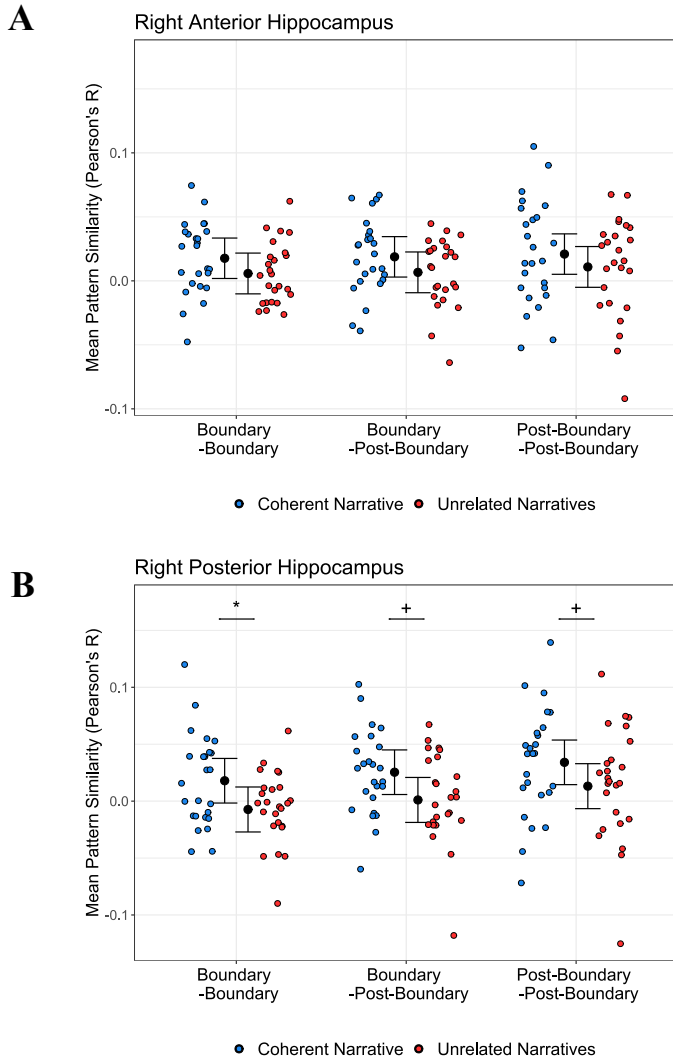 A
Right Anterior Hippocampus
Mean Pattern Similarity (Pearson's R)
0.1
0.0
-0.1
Boundary Boundary Post-Boundary
-Boundary -Post-Boundary -Post-Boundary
Coherent Narrative Unrelated Narratives
B
Right Posterior Hippocampus
* + +
Mean Pattern Similarity (Pearson's R)
0.1
0.0
-0.1
Boundary Boundary Post-Boundary
-Boundary -Post-Boundary -Post-Boundary
Coherent Narrative Unrelated Narratives